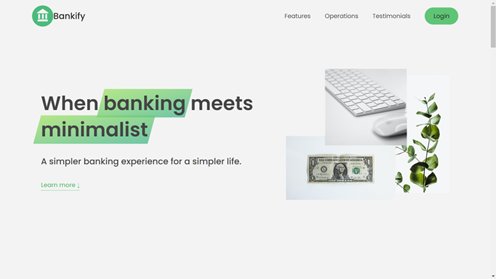 Bankify
Features
Operations
Testimonials
Login
When banking meets
minimalist
A simpler banking experience for a simpler life.
Learn more ↓